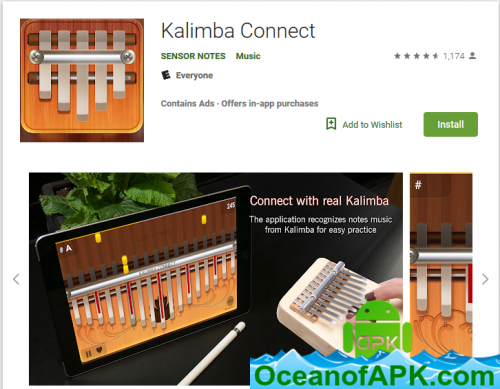 Kalimba Connect
SENSOR NOTES Music
1,174
Everyone
Contains Ads · Offers in-app purchases
Add to Wishlist
Install
# A
245
Connect with real Kalimba
The application recognizes notes music
from Kalimba for easy practice
#
APK
OceanofAPK.com